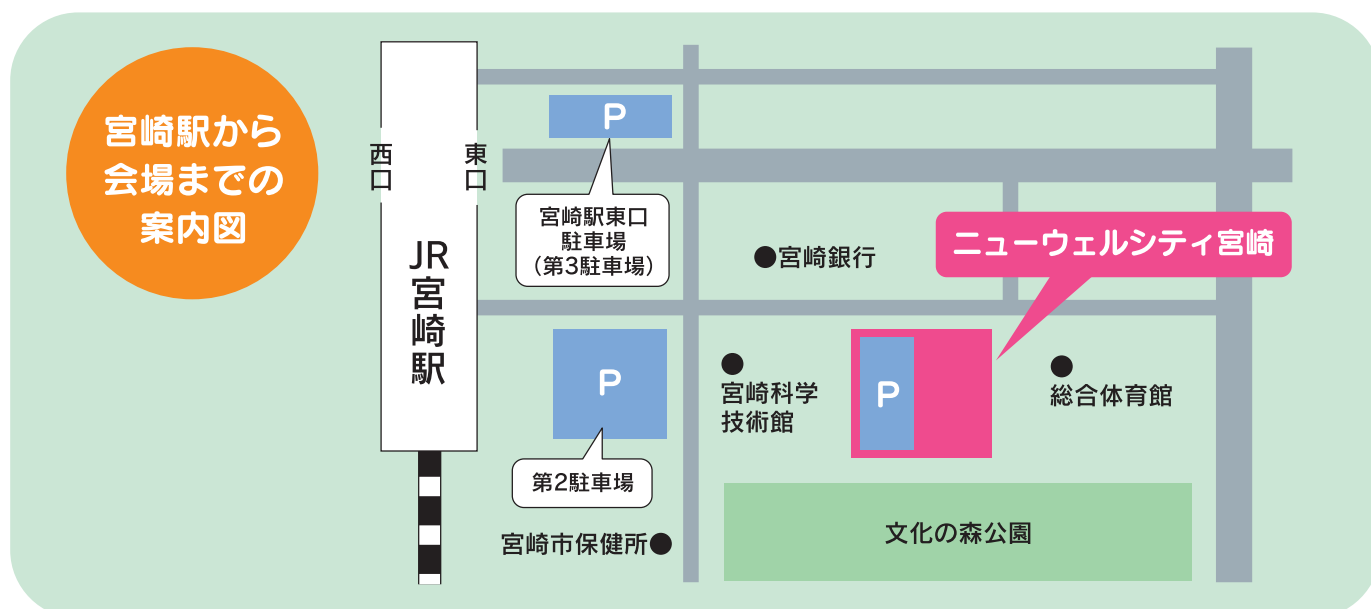 宮崎駅から
会場までの
案内図
西口
東口
JR宮崎駅
P
宮崎駅東口
駐車場
（第3駐車場）
宮崎銀行
ニューウェルシティ宮崎
P
第2駐車場
宮崎科学
技術館
P
総合体育館
宮崎市保健所
文化の森公園